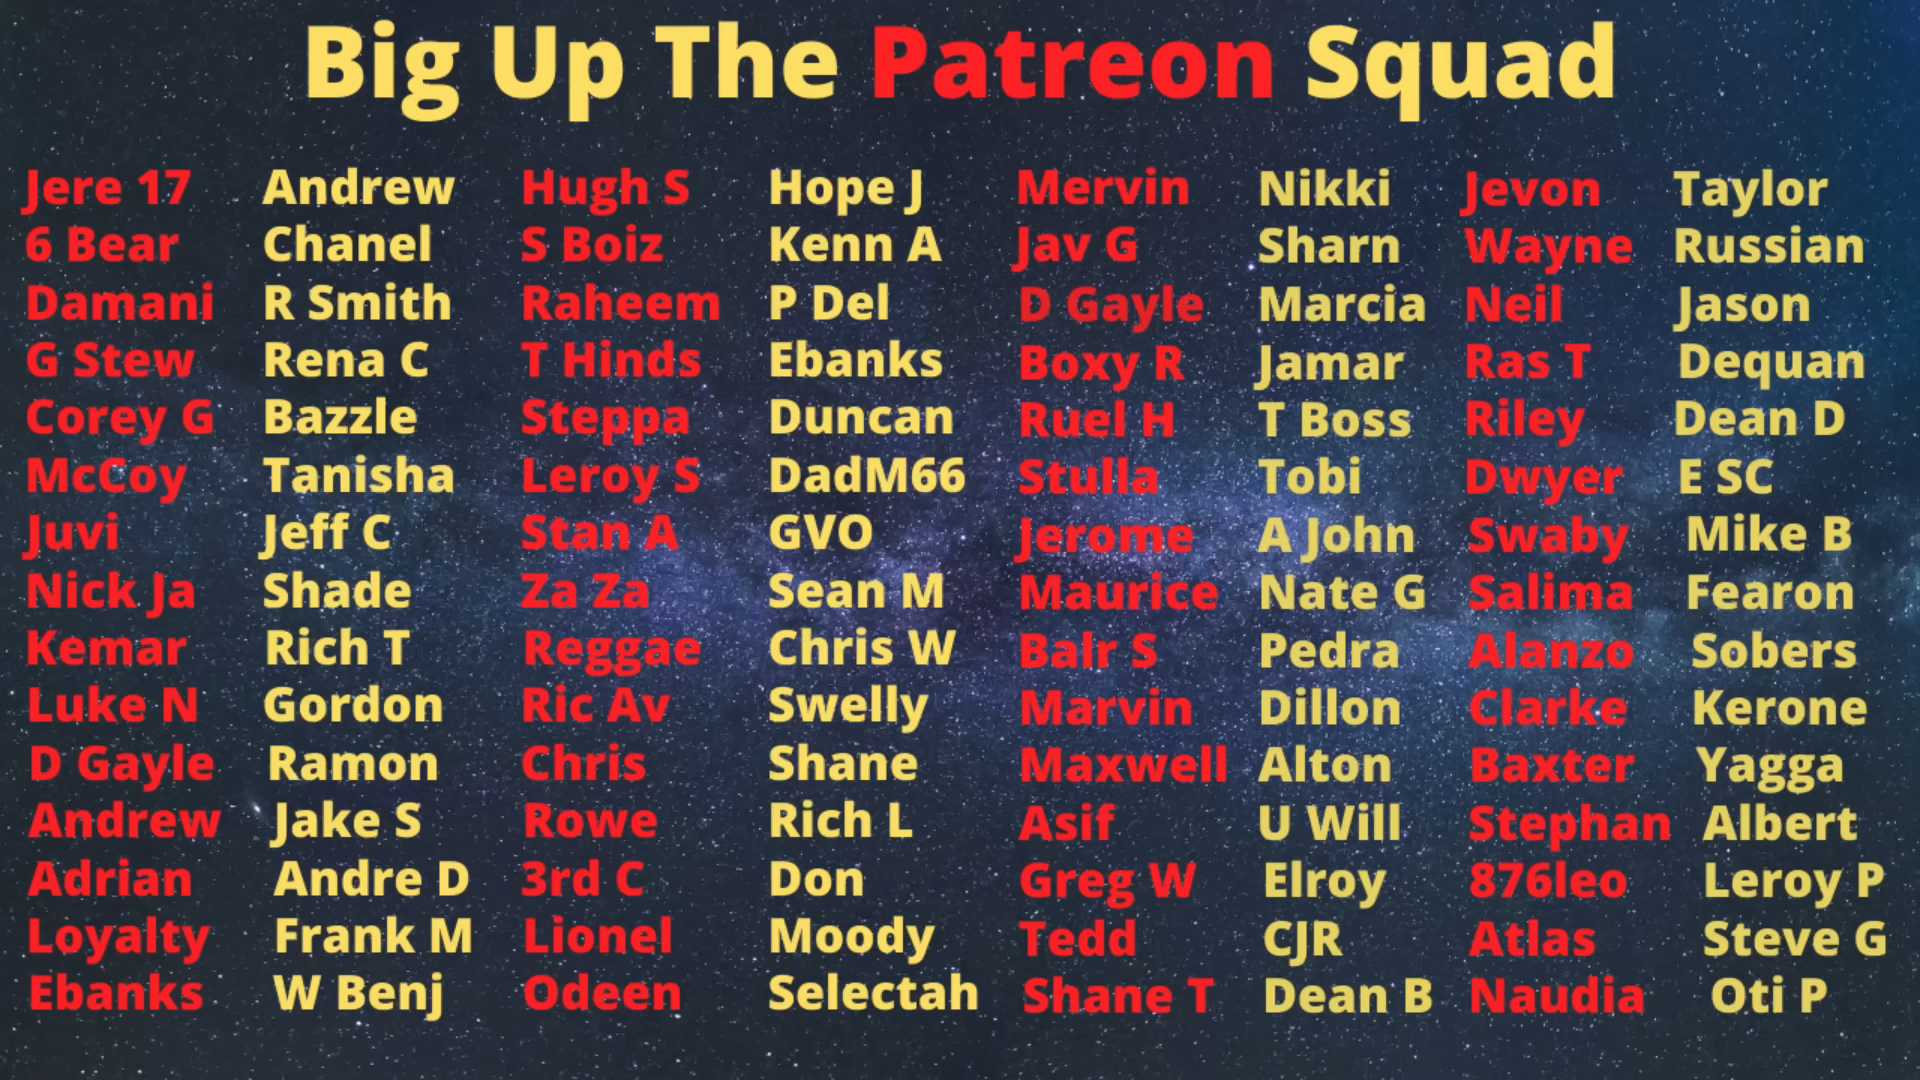 Big Up The Patreon Squad
Jere 17 Andrew Hugh S Hope J Mervin Nikki Jevon Taylor
6 Bear Chanel S Boiz Kenn A Jav G Sharn Wayne Russian
Damani R Smith Raheem P Del D Gayle Marcia Neil Jason
G Stew Rena C T Hinds Ebanks Boxy R Jamar Ras T Dequan
Corey G Bazzle Steppa Duncan Ruel H T Boss Riley Dean D
McCoy Tanisha Leroy S DadM66 Stulla Tobi Dwyer E SC
Juvi Jeff C Stan A GVO Jerome A John Swaby Mike B
Nick Ja Shade Za Za Sean M Maurice Nate G Salima Fearon
Kemar Rich T Reggae Chris W Balr S Pedra Alanzo Sobers
Luke N Gordon Ric Av Swelly Marvin Dillon Clarke Kerone
D Gayle Ramon Chris Shane Maxwell Alton Baxter Yagga
Andrew Jake S Rowe Rich L Asif U Will Stephan Albert
Adrian Andre D 3rd C Don Greg W Elroy 876leo Leroy P
Loyalty Frank M Lionel Moody Tedd CJR Atlas Steve G
Ebanks W Benj Odeen Selectah Shane T Dean B Naudia Oti P